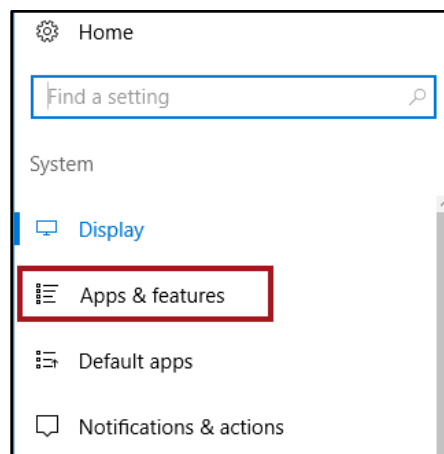 Home
Find a setting
System
Display
Apps & features
Default apps
Notifications & actions